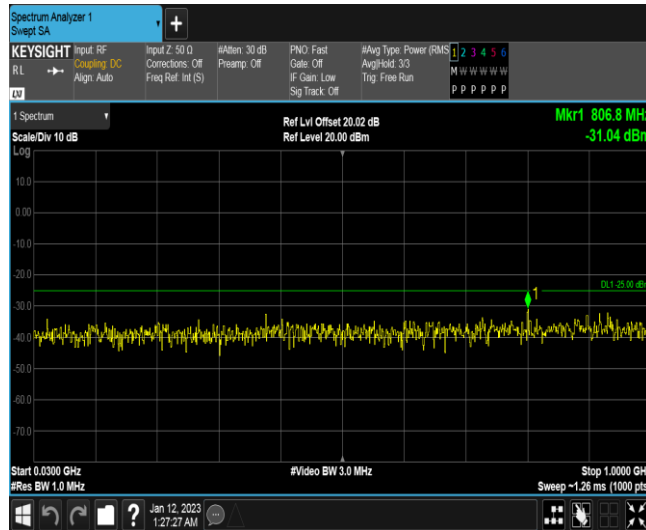 Spectrum Analyzer 1
Swept SA
+
KEYSIGHT
RL
LXI
Input: RF
Coupling: DC
Align: Auto
Input Z: 50 Ω
Corrections: Off
Freq Ref: Int (S)
#Atten: 30 dB
Preamp: Off
PNO: Fast
Gate: Off
IF Gain: Low
Sig Track: Off
#Avg Type: Power (RMS
Avg|Hold: 3/3
Trig: Free Run
1 2 3 4 5 6
M W W W W W
P P P P P P
1 Spectrum
Scale/Div 10 dB
Ref Lvl Offset 20.02 dB
Ref Level 20.00 dBm
Mkr1 806.8 MHz
-31.04 dBm
Log
10.0
0.00
-10.0
-20.0
-30.0
-40.0
-50.0
-60.0
-70.0
1
DL1 -25.00 dBm
Start 0.0300 GHz
#Res BW 1.0 MHz
#Video BW 3.0 MHz
Stop 1.0000 GH
Sweep ~1.26 ms (1000 pts
?
Jan 12, 2023
1:27:27 AM